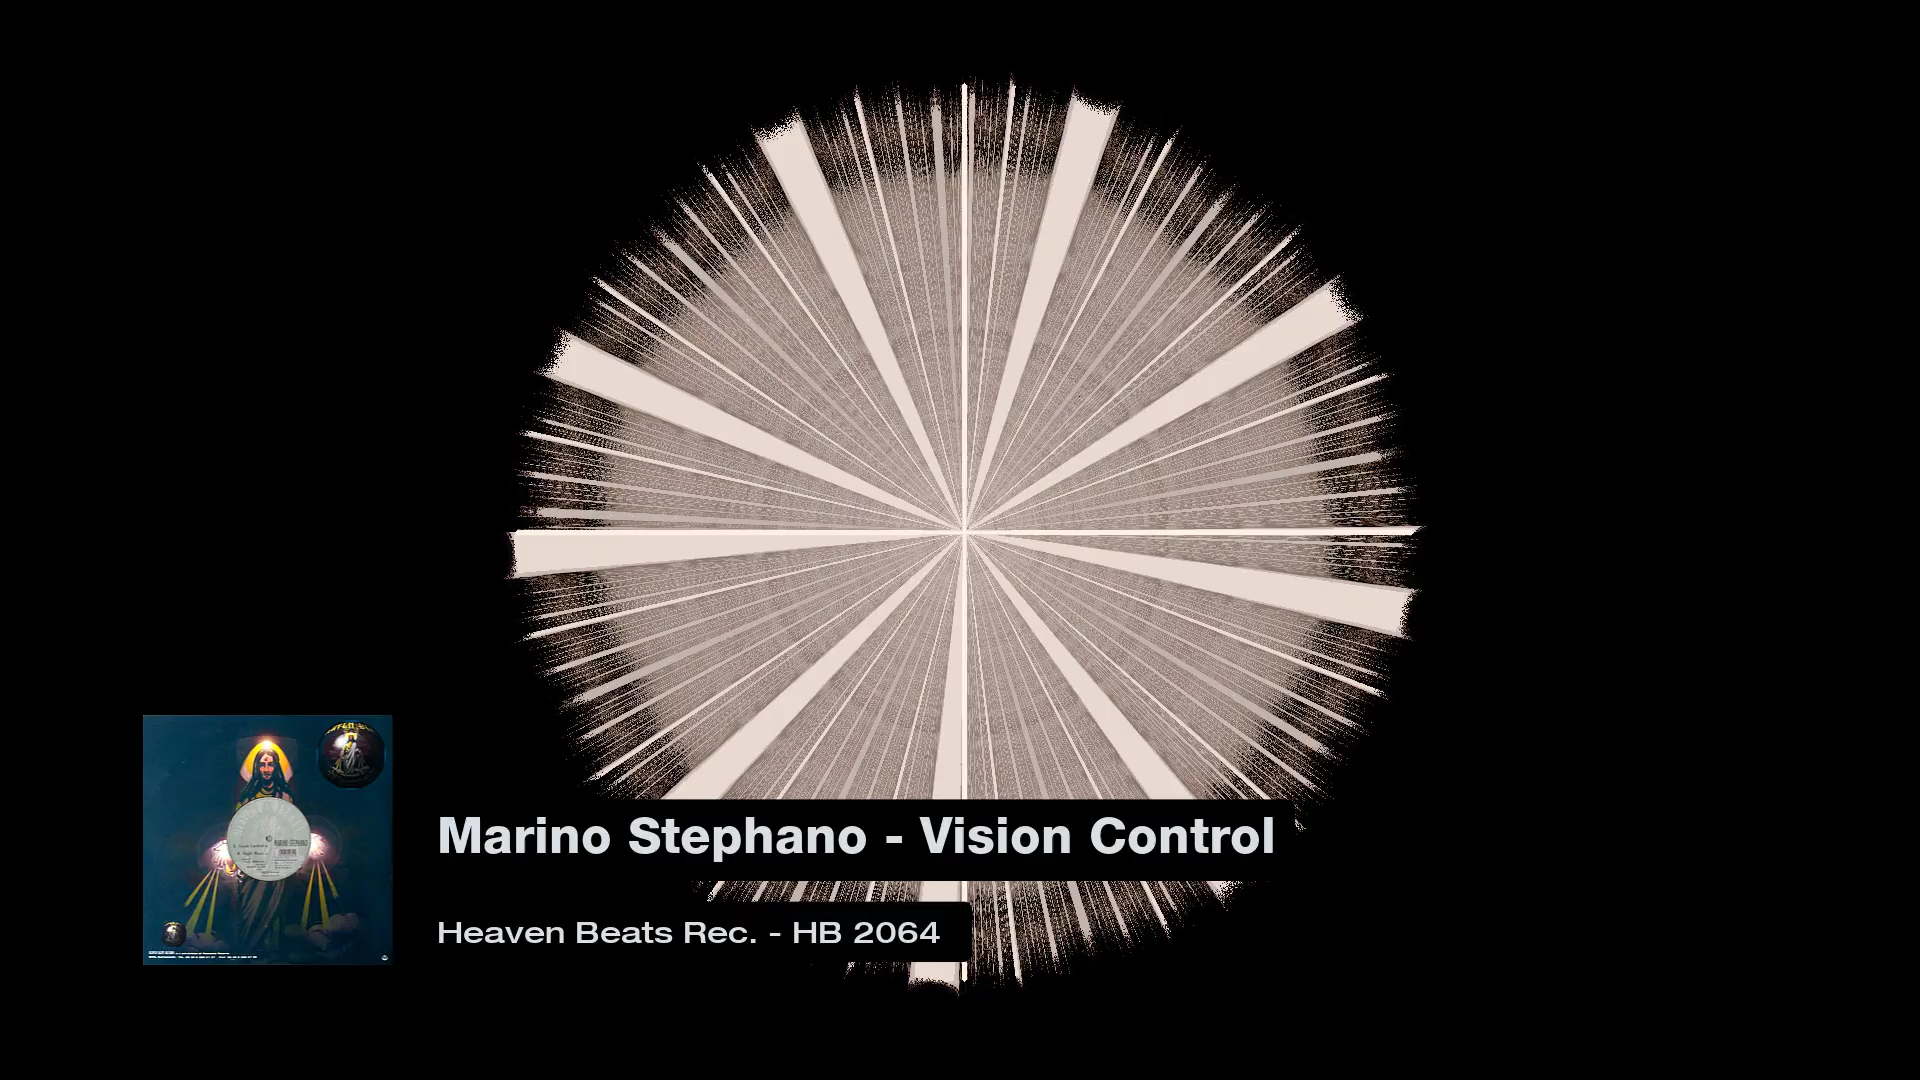 Marino Stephano - Vision Control
Heaven Beats Rec. - HB 2064